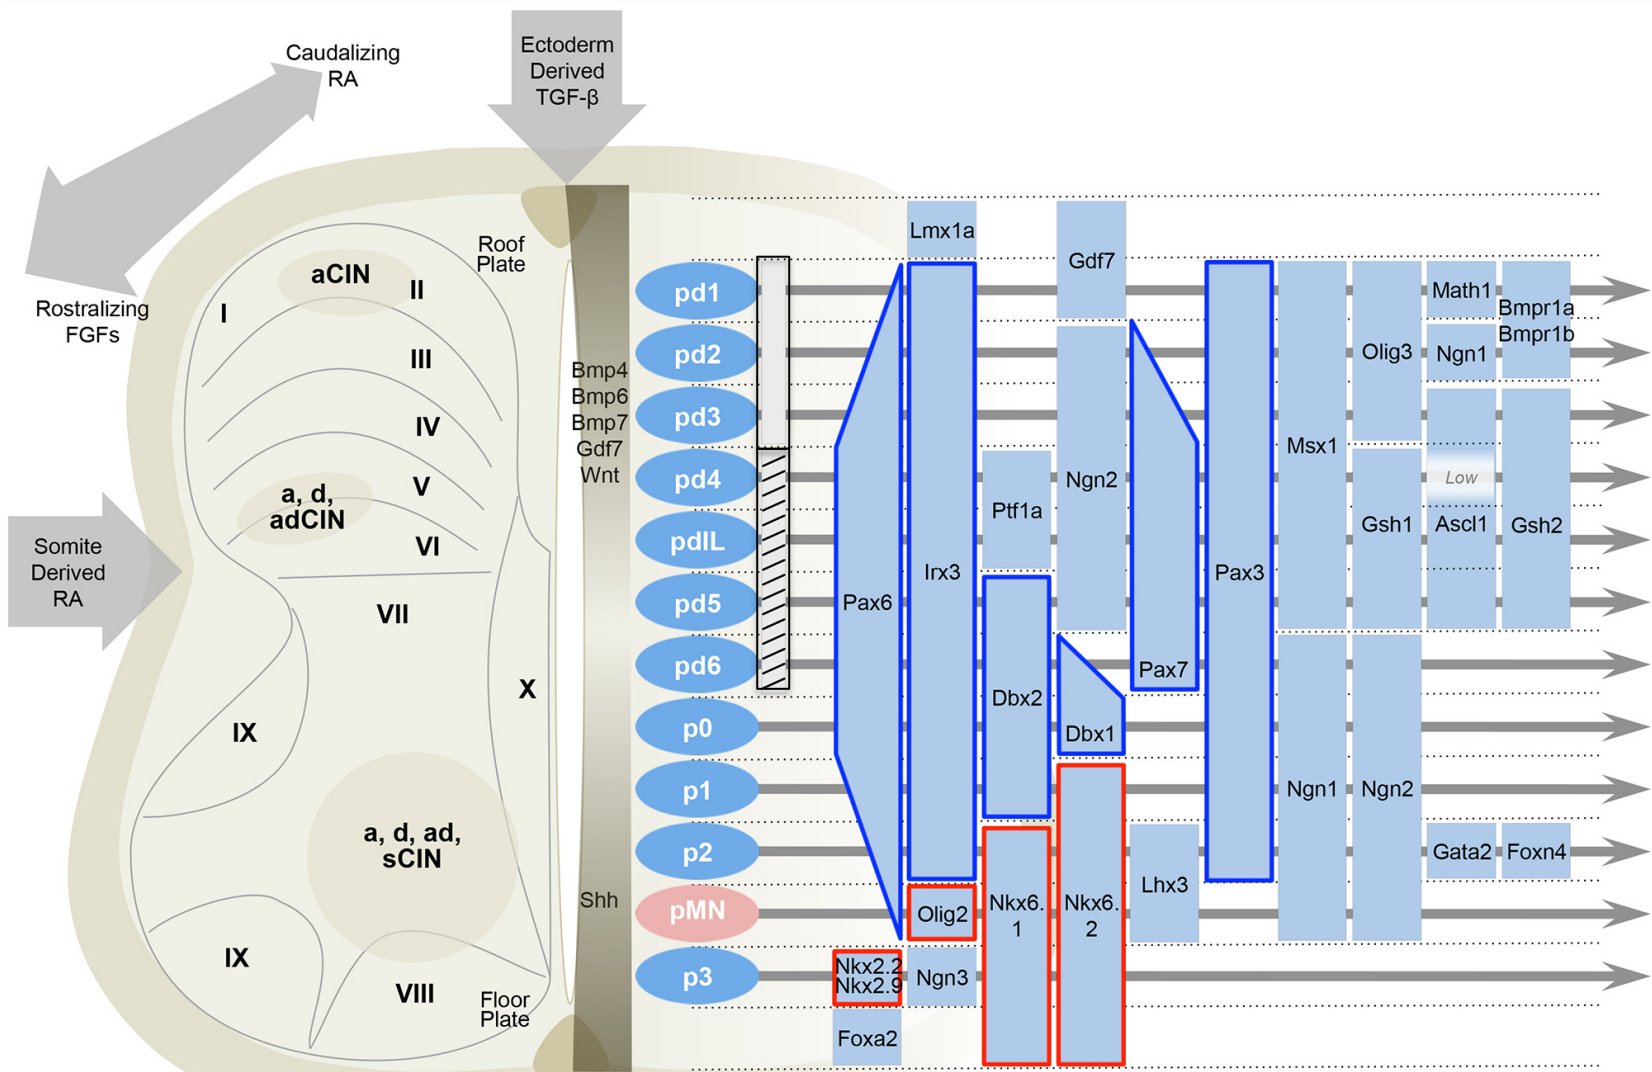 Caudalizing
RA
Ectoderm
Derived
TGF-β
Rostralizing
FGFs
Somite
Derived
RA
Roof
Plate
aCIN
I
II
III
IV
V
a, d,
adCIN
VI
VII
X
IX
a, d, ad,
sCIN
IX
VIII
Floor
Plate
Bmp4
Bmp6
Bmp7
Gdf7
Wnt
Shh
pd1
pd2
pd3
pd4
pdIL
pd5
pd6
p0
p1
p2
pMN
p3
Pax6
Nkx2.2
Nkx2.9
Foxa2
Lmx1a
Irx3
Olig2
Ngn3
Ptf1a
Dbx2
Nkx6.
1
Gdf7
Ngn2
Dbx1
Nkx6.
2
Pax7
Lhx3
Pax3
Msx1
Ngn1
Olig3
Gsh1
Ngn2
Math1
Ngn1
Low
Ascl1
Gata2
Bmpr1a
Bmpr1b
Gsh2
Foxn4